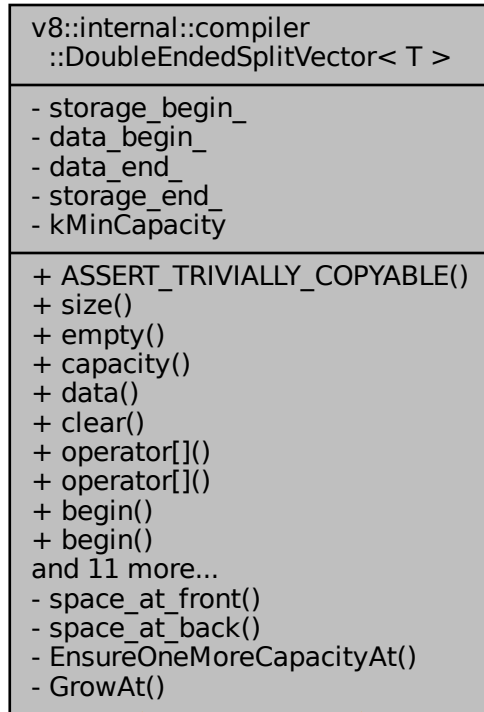 v8::internal::compiler
::DoubleEndedSplitVector< T >
- storage_begin_
- data_begin_
- data_end_
- storage_end_
- kMinCapacity
+ ASSERT_TRIVIALLY_COPYABLE()
+ size()
+ empty()
+ capacity()
+ data()
+ clear()
+ operator[]()
+ operator[]()
+ begin()
+ begin()
and 11 more...
- space_at_front()
- space_at_back()
- EnsureOneMoreCapacityAt()
- GrowAt()